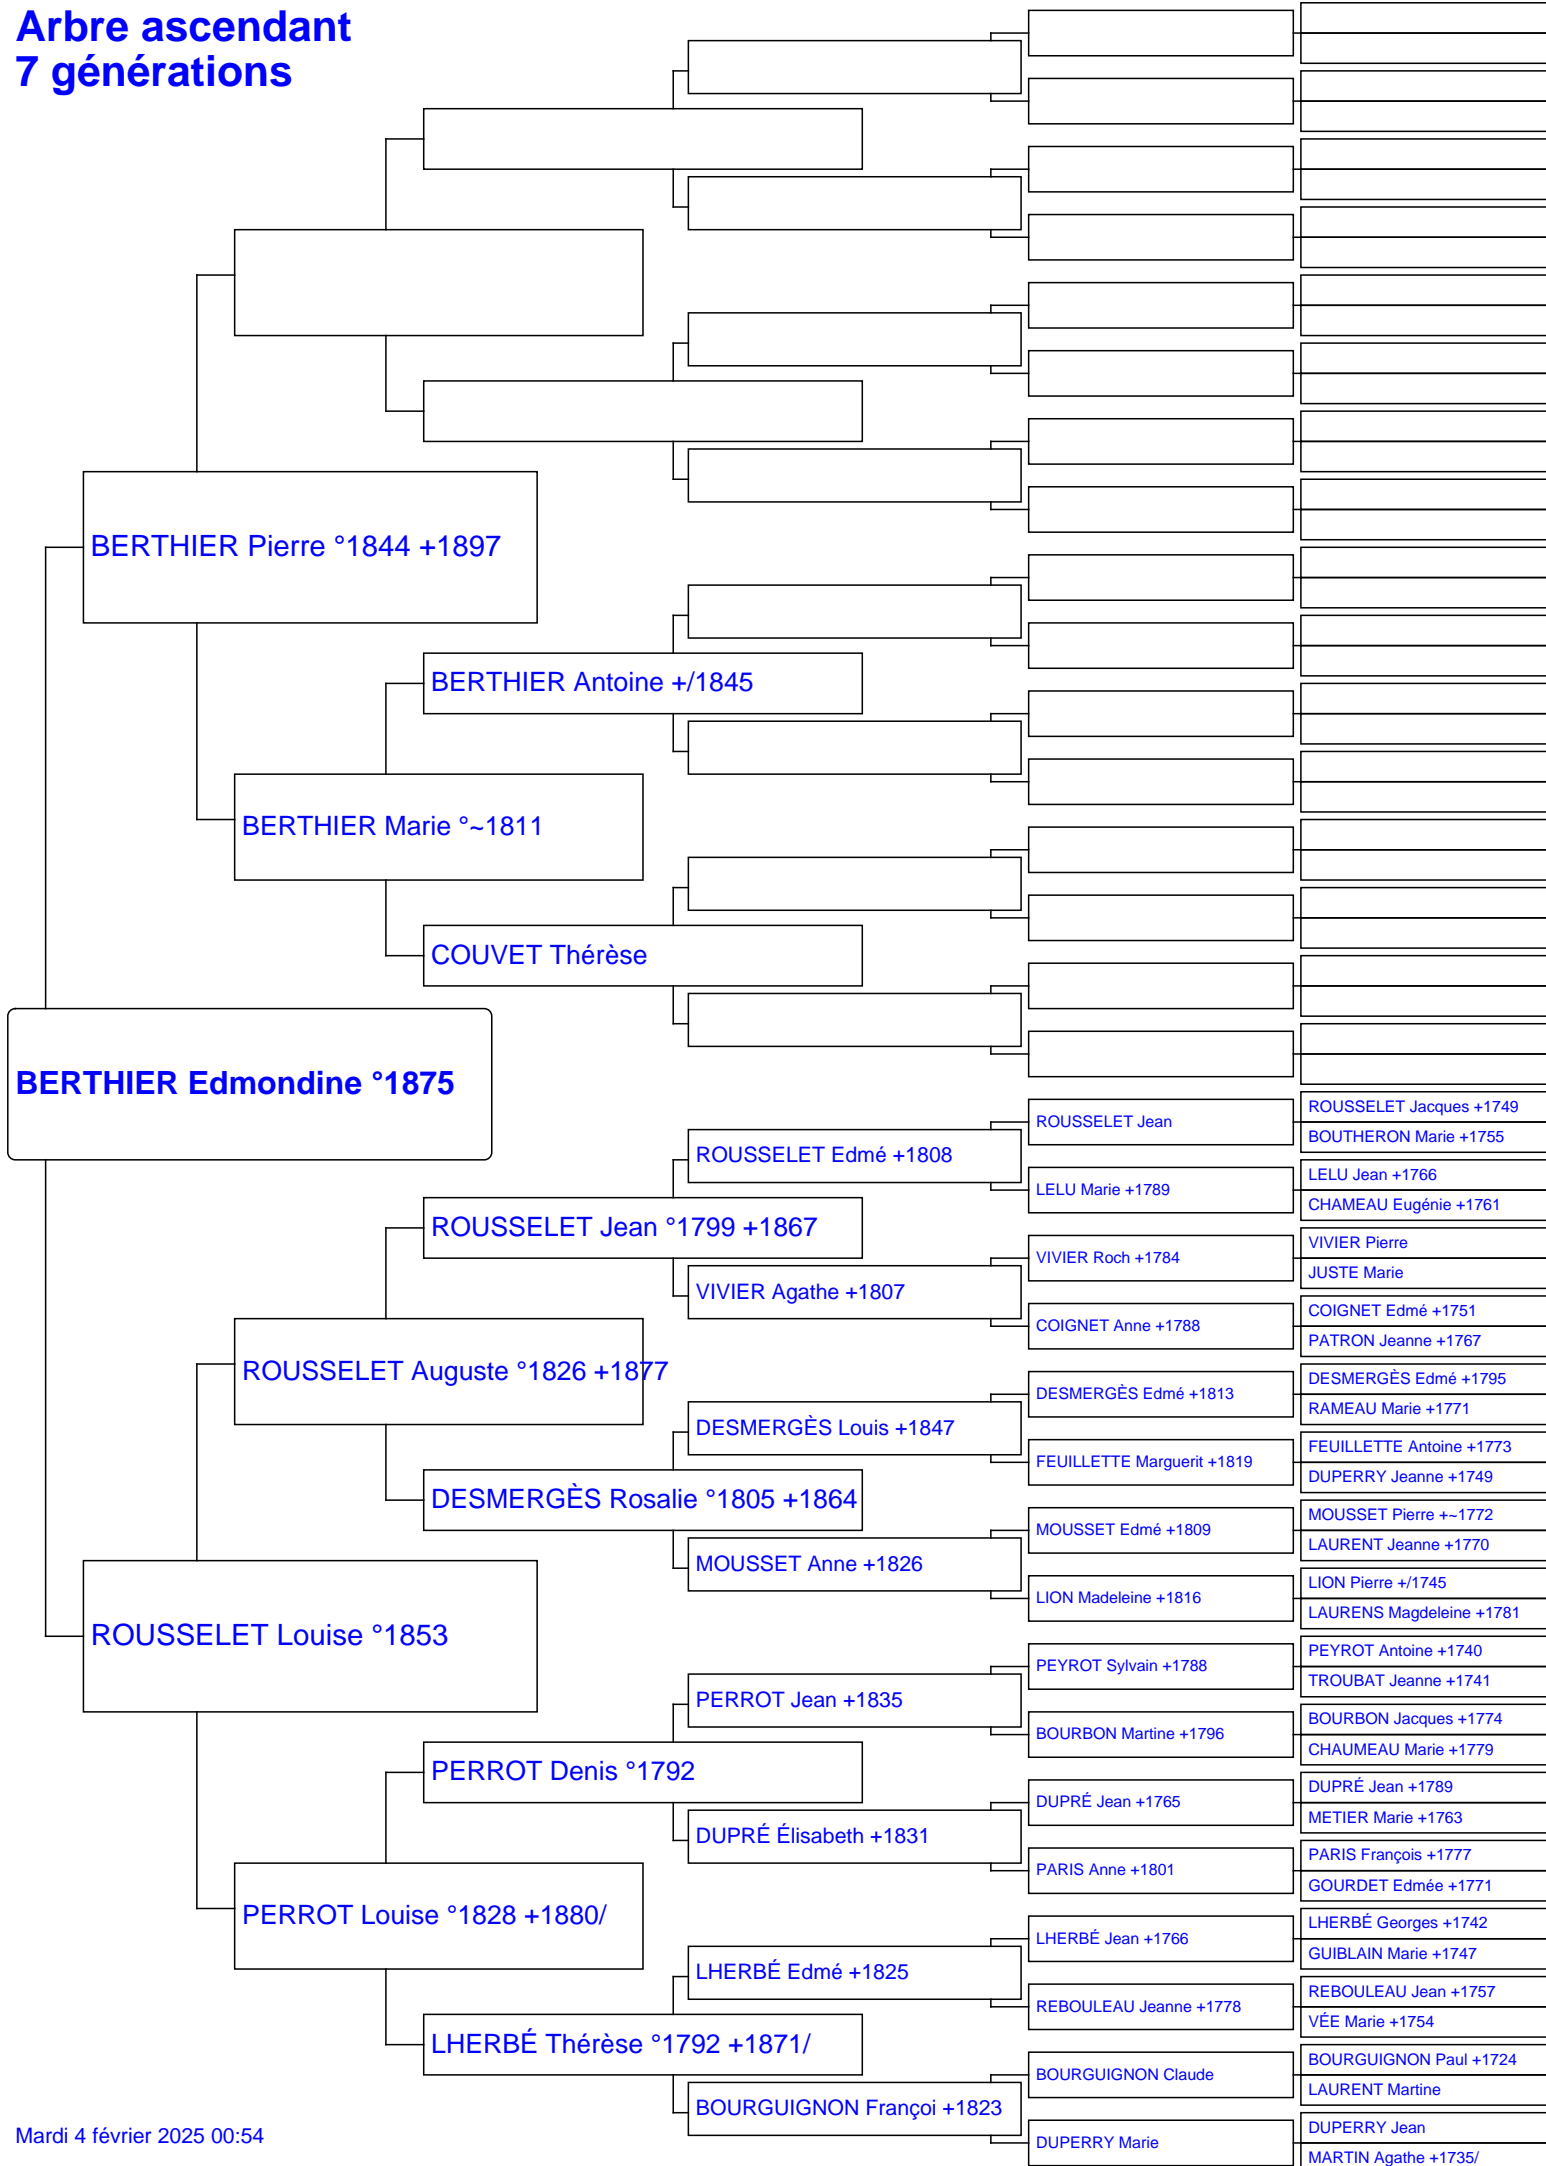 Arbre ascendant
7 générations
BERTHIER Pierre °1844 +1897
BERTHIER Antoine +/1845
BERTHIER Marie °~1811
COUVET Thérèse
BERTHIER Edmondine °1875
ROUSSELET Jacques +1749
ROUSSELET Jean
BOUTHERON Marie +1755
ROUSSELET Edmé +1808
LELU Jean +1766
LELU Marie +1789
CHAMEAU Eugénie +1761
ROUSSELET Jean °1799 +1867
VIVIER Pierre
VIVIER Roch +1784
JUSTE Marie
VIVIER Agathe +1807
COIGNET Edmé +1751
COIGNET Anne +1788
PATRON Jeanne +1767
ROUSSELET Auguste °1826 +1877
DESMERGÈS Edmé +1795
DESMERGÈS Edmé +1813
RAMEAU Marie +1771
DESMERGÈS Louis +1847
FEUILLETTE Antoine +1773
FEUILLETTE Marguerit +1819
DUPERRY Jeanne +1749
DESMERGÈS Rosalie °1805 +1864
MOUSSET Pierre +~1772
MOUSSET Edmé +1809
LAURENT Jeanne +1770
MOUSSET Anne +1826
LION Pierre +/1745
LION Madeleine +1816
LAURENS Magdeleine +1781
ROUSSELET Louise °1853
PEYROT Antoine +1740
PEYROT Sylvain +1788
TROUBAT Jeanne +1741
PERROT Jean +1835
BOURBON Jacques +1774
BOURBON Martine +1796
CHAUMEAU Marie +1779
PERROT Denis °1792
DUPRÉ Jean +1789
DUPRÉ Jean +1765
METIER Marie +1763
DUPRÉ Élisabeth +1831
PARIS François +1777
PARIS Anne +1801
GOURDET Edmée +1771
PERROT Louise °1828 +1880/
LHERBÉ Georges +1742
LHERBÉ Jean +1766
GUIBLAIN Marie +1747
LHERBÉ Edmé +1825
REBOULEAU Jean +1757
REBOULEAU Jeanne +1778
VÉE Marie +1754
LHERBÉ Thérèse °1792 +1871/
BOURGUIGNON Paul +1724
BOURGUIGNON Claude
LAURENT Martine
BOURGUIGNON Françoi +1823
DUPERRY Jean
DUPERRY Marie
MARTIN Agathe +1735/
Mardi 4 février 2025 00:54